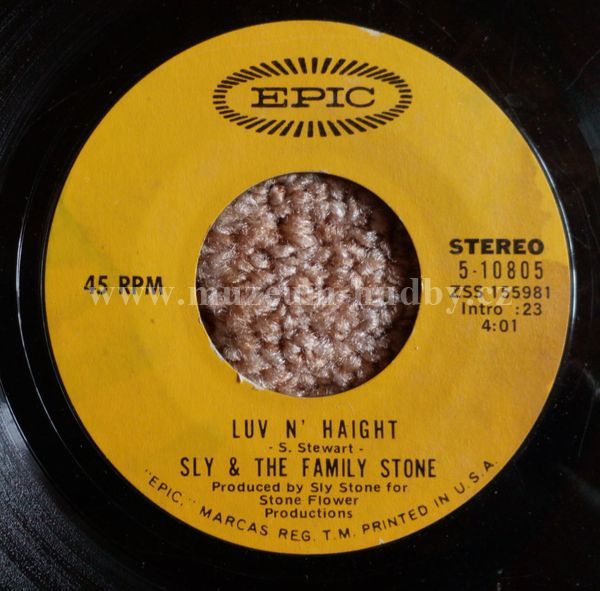 EPIC
STEREO
45 RPM
5-10805
www.muzeum-hudby.cz
ZSS 155981
Intro :23
4:01
LUV N' HAIGHT
- S. Stewart -
SLY & THE FAMILY STONE
Produced by Sly Stone for
Stone Flower
Productions
"EPIC," MARCAS REG. T.M. PRINTED IN U.S.A.